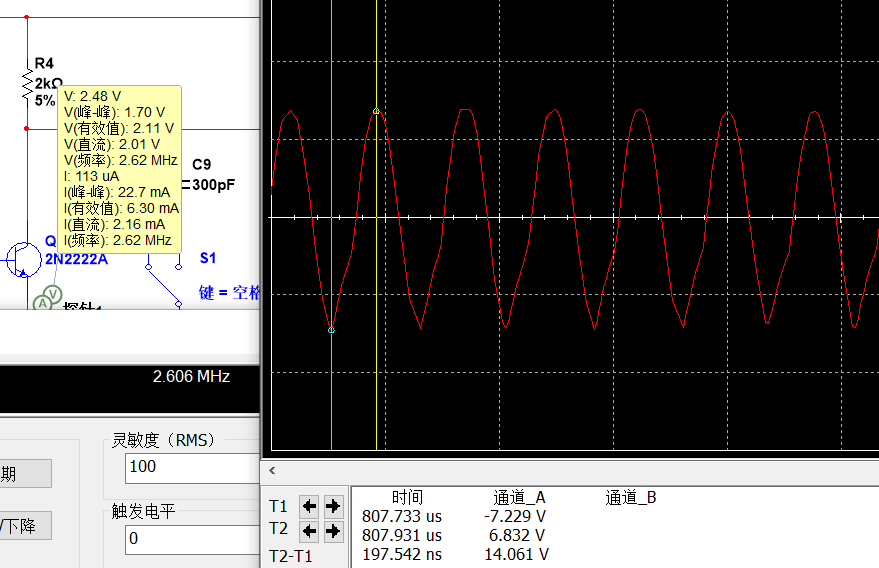 R4
2kΩ
5%
V: 2.48 V
V(峰-峰): 1.70 V
V(有效值): 2.11 V
V(直流): 2.01 V
V(频率): 2.62 MHz
I: 113 uA
I(峰-峰): 22.7 mA
I(有效值): 6.30 mA
I(直流): 2.16 mA
I(频率): 2.62 MHz
C9
300pF
Q
2N2222A
S1
键 = 空格
A
V
探针1
2.606 MHz
灵敏度（RMS）
100
期
触发电平
/下降
0
<
T1
T2
T2-T1
时间 通道_A 通道_B
807.733 us -7.229 V
807.931 us 6.832 V
197.542 ns 14.061 V